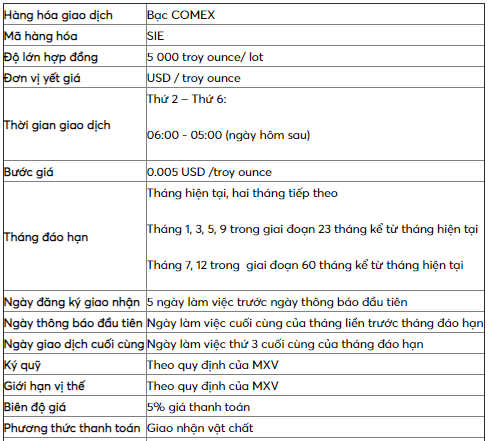 Hàng hóa giao dịch Bạc COMEX
Mã hàng hóa SIE
Độ lớn hợp đồng 5 000 troy ounce/ lot
Đơn vị yết giá USD / troy ounce
Thời gian giao dịch Thứ 2 – Thứ 6:
06:00 - 05:00 (ngày hôm sau)
Bước giá 0.005 USD /troy ounce
Tháng đáo hạn Tháng hiện tại, hai tháng tiếp theo
Tháng 1, 3, 5, 9 trong giai đoạn 23 tháng kể từ tháng hiện tại
Tháng 7, 12 trong giai đoạn 60 tháng kể từ tháng hiện tại
Ngày đăng ký giao nhận 5 ngày làm việc trước ngày thông báo đầu tiên
Ngày thông báo đầu tiên Ngày làm việc cuối cùng của tháng liền trước tháng đáo hạn
Ngày giao dịch cuối cùng Ngày làm việc thứ 3 cuối cùng của tháng đáo hạn
Ký quỹ Theo quy định của MXV
Giới hạn vị thế Theo quy định của MXV
Biên độ giá 5% giá thanh toán
Phương thức thanh toán Giao nhận vật chất